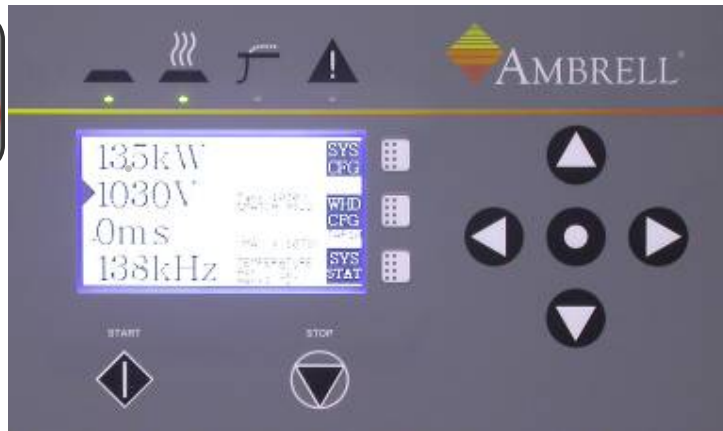 AMBRELL
13.5kW
SYS
CFG
1030V
WHD
CFG
0ms
138kHz
SYS
STAT
START
STOP